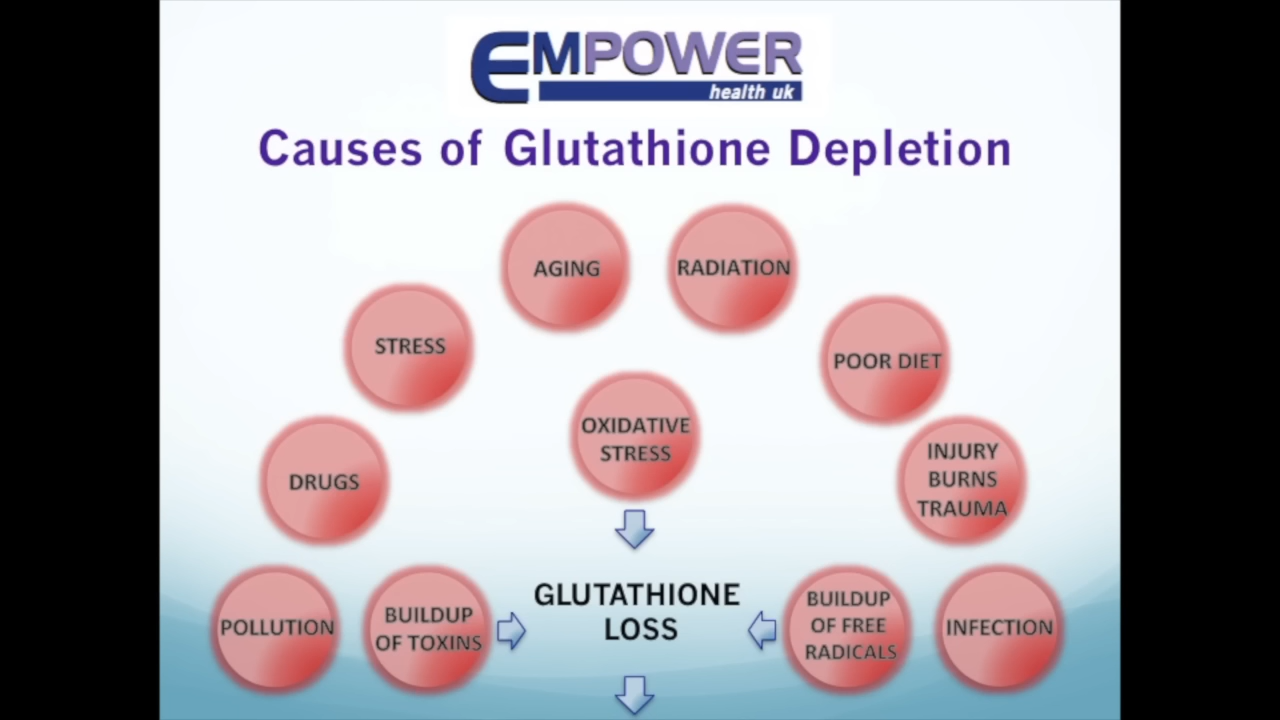 EMPOWER
health uk
Causes of Glutathione Depletion
AGING
RADIATION
STRESS
POOR DIET
OXIDATIVE
STRESS
DRUGS
INJURY
BURNS
TRAUMA
POLLUTION
BUILDUP
OF TOXINS
GLUTATHIONE
LOSS
BUILDUP
OF FREE
RADICALS
INFECTION